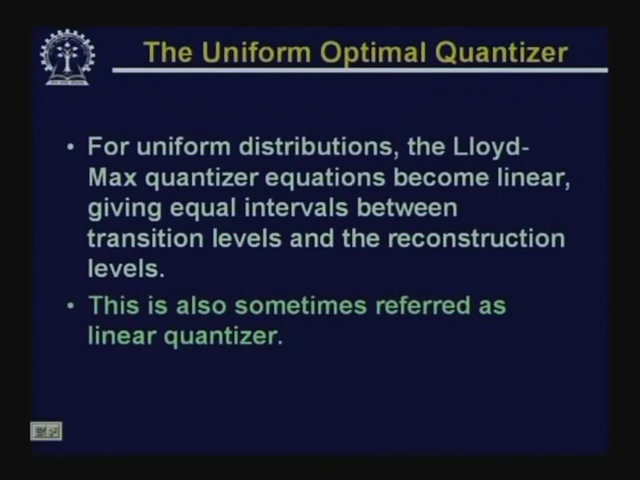 The Uniform Optimal Quantizer
• For uniform distributions, the Lloyd-
Max quantizer equations become linear,
giving equal intervals between
transition levels and the reconstruction
levels.
• This is also sometimes referred as
linear quantizer.